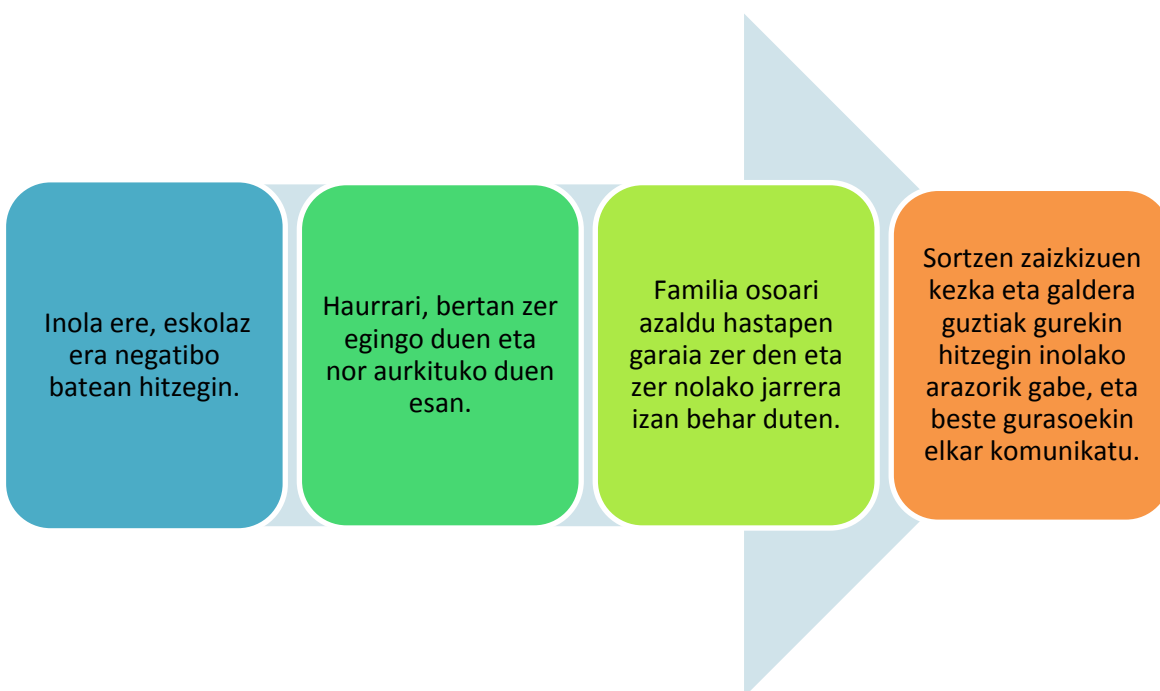 Inola ere, eskolaz
era negatibo
batean hitzegin.
Haurrari, bertan zer
egingo duen eta
nor aurkituko duen
esan.
Familia osoari
azaldu hastapen
garaia zer den eta
zer nolako jarrera
izan behar duten.
Sortzen zaizkizuen
kezka eta galdera
guztiak gurekin
hitzegin inolako
arazorik gabe, eta
beste gurasoekin
elkar komunikatu.